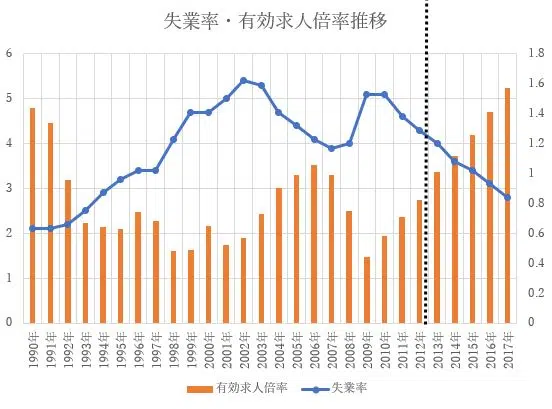 失業率・有効求人倍率推移
6
5
4
3
2
1
0
1.8
1.6
1.4
1.2
1
0.8
0.6
0.4
0.2
0
1990年
1991年
1992年
1993年
1994年
1995年
1996年
1997年
1998年
1999年
2000年
2001年
2002年
2003年
2004年
2005年
2006年
2007年
2008年
2009年
2010年
2011年
2012年
2013年
2014年
2015年
2016年
2017年
有効求人倍率 失業率